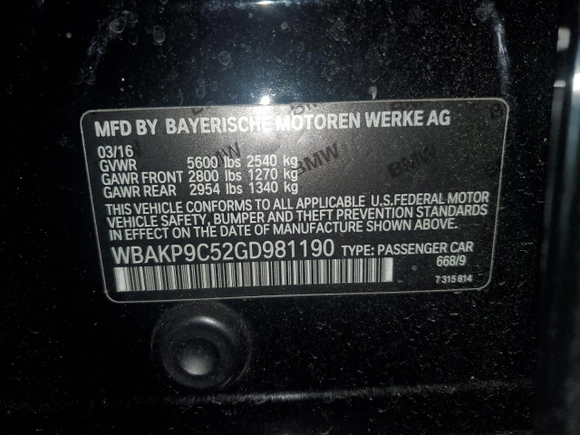 MFD BY BAYERISCHE MOTOREN WERKE AG
03/16
GVWR 5600 lbs 2540 kg
GAWR FRONT 2800 lbs 1270 kg
GAWR REAR 2954 lbs 1340 kg
THIS VEHICLE CONFORMS TO ALL APPLICABLE U.S.FEDERAL MOTOR
VEHICLE SAFETY, BUMPER AND THEFT PREVENTION STANDARDS
IN EFFECT ON THE DATE OF MANUFACTURE SHOWN ABOVE.
WBAKP9C52GD981190 TYPE: PASSENGER CAR
668/9
7 315 814
BMW
BMW